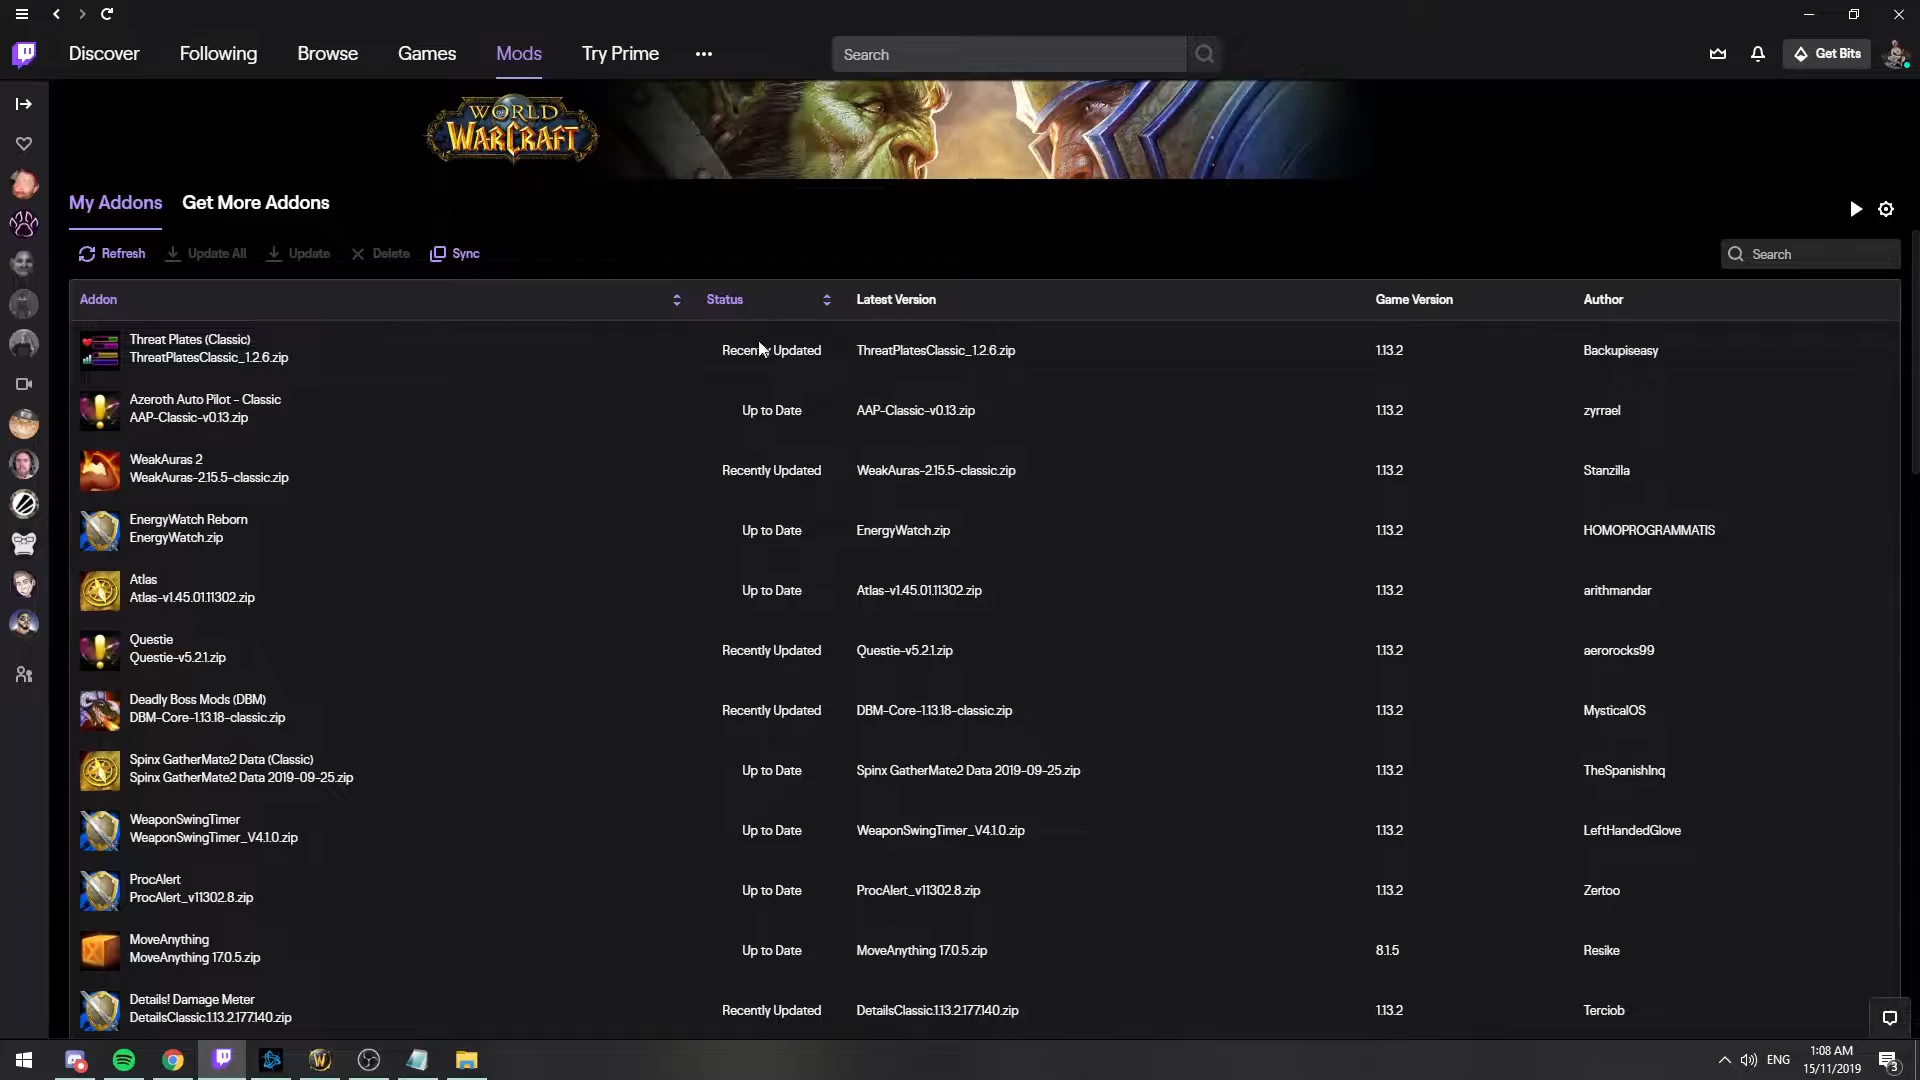 Discover
Following
Browse
Games
Mods
Try Prime
Search
Get Bits
WORLD
WARCRAFT
My Addons
Get More Addons
Refresh
Update All
Update
Delete
Sync
Search
Addon
Status
Latest Version
Game Version
Author
Threat Plates (Classic)
ThreatPlatesClassic_1.2.6.zip
Recently Updated
ThreatPlatesClassic_1.2.6.zip
1.13.2
Backupiseasy
Azeroth Auto Pilot - Classic
AAP-Classic-v0.13.zip
Up to Date
AAP-Classic-v0.13.zip
1.13.2
zyrrael
WeakAuras 2
WeakAuras-2.15.5-classic.zip
Recently Updated
WeakAuras-2.15.5-classic.zip
1.13.2
Stanzilla
EnergyWatch Reborn
EnergyWatch.zip
Up to Date
EnergyWatch.zip
1.13.2
HOMOPROGRAMMATIS
Atlas
Atlas-v1.45.01.11302.zip
Up to Date
Atlas-v1.45.01.11302.zip
1.13.2
arithmandar
Questie
Questie-v5.2.1.zip
Recently Updated
Questie-v5.2.1.zip
1.13.2
aerorocks99
Deadly Boss Mods (DBM)
DBM-Core-1.13.18-classic.zip
Recently Updated
DBM-Core-1.13.18-classic.zip
1.13.2
MysticalOS
Spinx GatherMate2 Data (Classic)
Spinx GatherMate2 Data 2019-09-25.zip
Up to Date
Spinx GatherMate2 Data 2019-09-25.zip
1.13.2
TheSpanishInq
WeaponSwingTimer
WeaponSwingTimer_V4.1.0.zip
Up to Date
WeaponSwingTimer_V4.1.0.zip
1.13.2
LeftHandedGlove
ProcAlert
ProcAlert_v11302.8.zip
Up to Date
ProcAlert_v11302.8.zip
1.13.2
Zertoo
MoveAnything
MoveAnything 17.0.5.zip
Up to Date
MoveAnything 17.0.5.zip
8.1.5
Resike
Details! Damage Meter
DetailsClassic.1.13.2.177.140.zip
Recently Updated
DetailsClassic.1.13.2.177.140.zip
1.13.2
Terciob
ENG
1:08 AM
15/11/2019
3